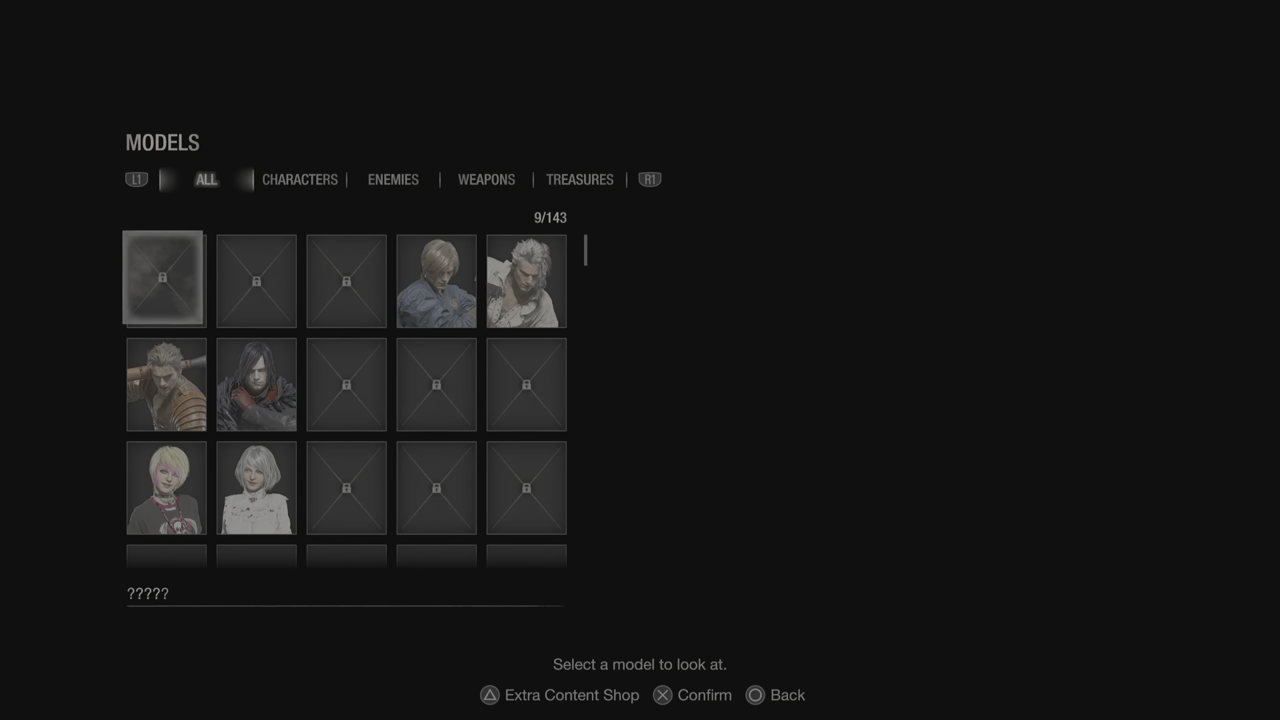 MODELS
L1 ALL CHARACTERS ENEMIES WEAPONS TREASURES R1
9/143
?????
Select a model to look at.
Extra Content Shop Confirm Back